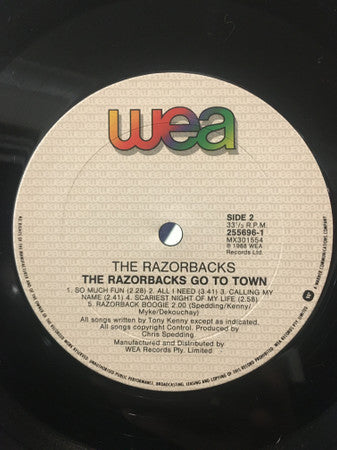 wea
SIDE 2
33⅓ R.P.M.
255696-1
MX301554
℗ 1988 WEA
Records Ltd.
THE RAZORBACKS
THE RAZORBACKS GO TO TOWN
1. SO MUCH FUN (2.28) 2. ALL I NEED (3.41) 3. CALLING MY
NAME (2.41) 4. SCARIEST NIGHT OF MY LIFE (2.58)
5. RAZORBACK BOOGIE 2.00 (Spedding/Kenny/
Myke/Dekouchay)
All songs written by Tony Kenny except as indicated.
All songs copyright Control. Produced by
Chris Spedding
Manufactured and Distributed by
WEA Records Pty. Limited